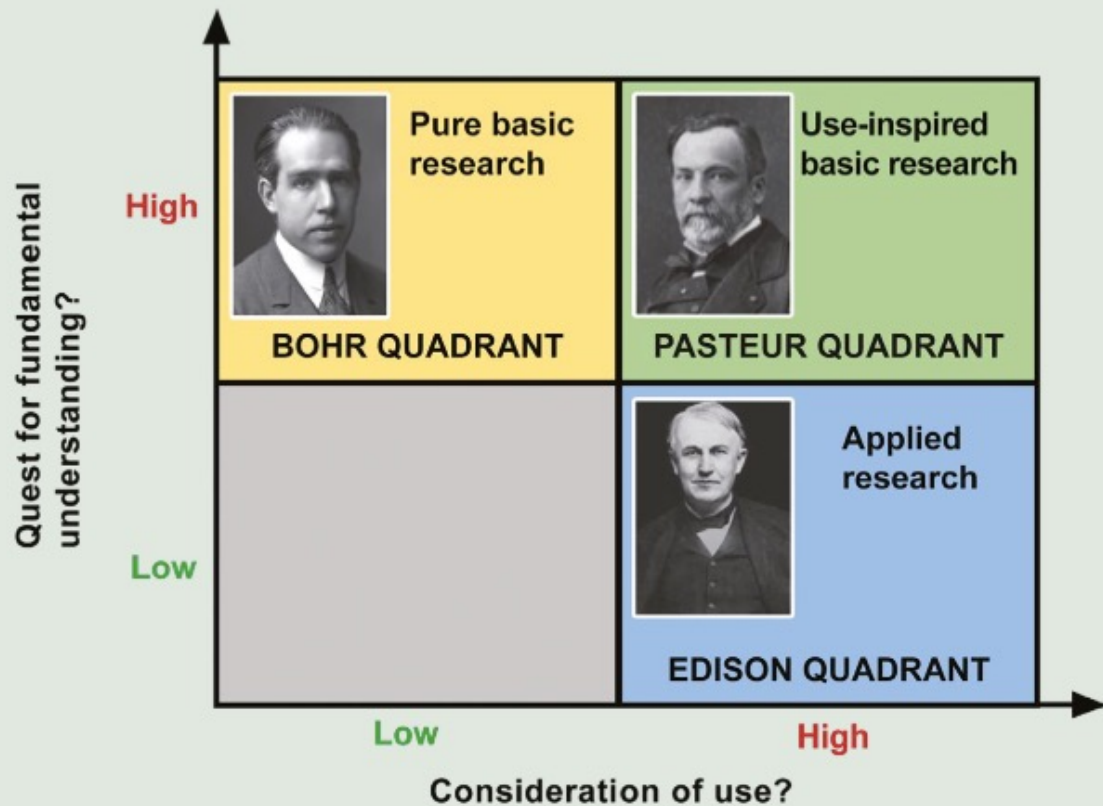 Quest for fundamental
understanding?
High
Low
Pure basic
research
BOHR QUADRANT
Use-inspired
basic research
PASTEUR QUADRANT
Applied
research
EDISON QUADRANT
Low
High
Consideration of use?